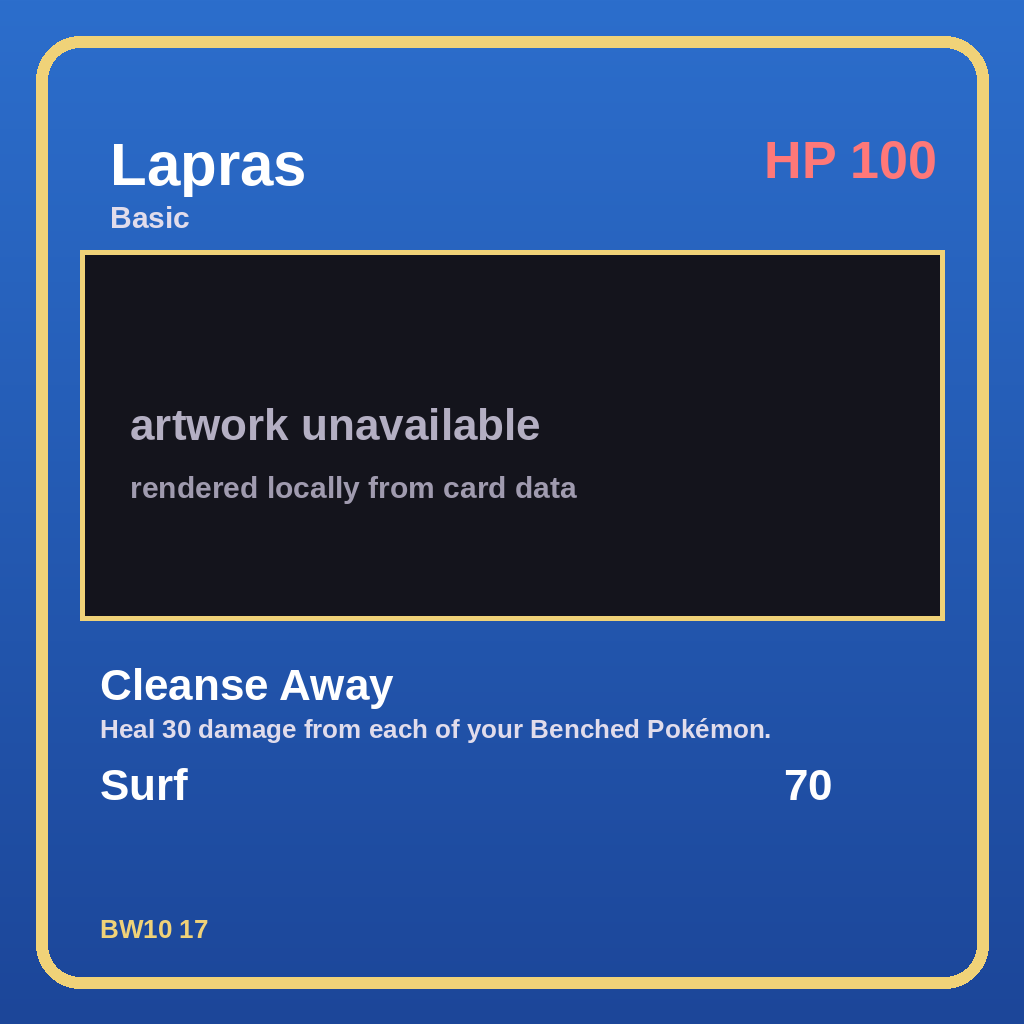 Lapras
HP 100
Basic
artwork unavailable
rendered locally from card data
Cleanse Away
Heal 30 damage from each of your Benched Pokémon.
Surf 70
BW10 17